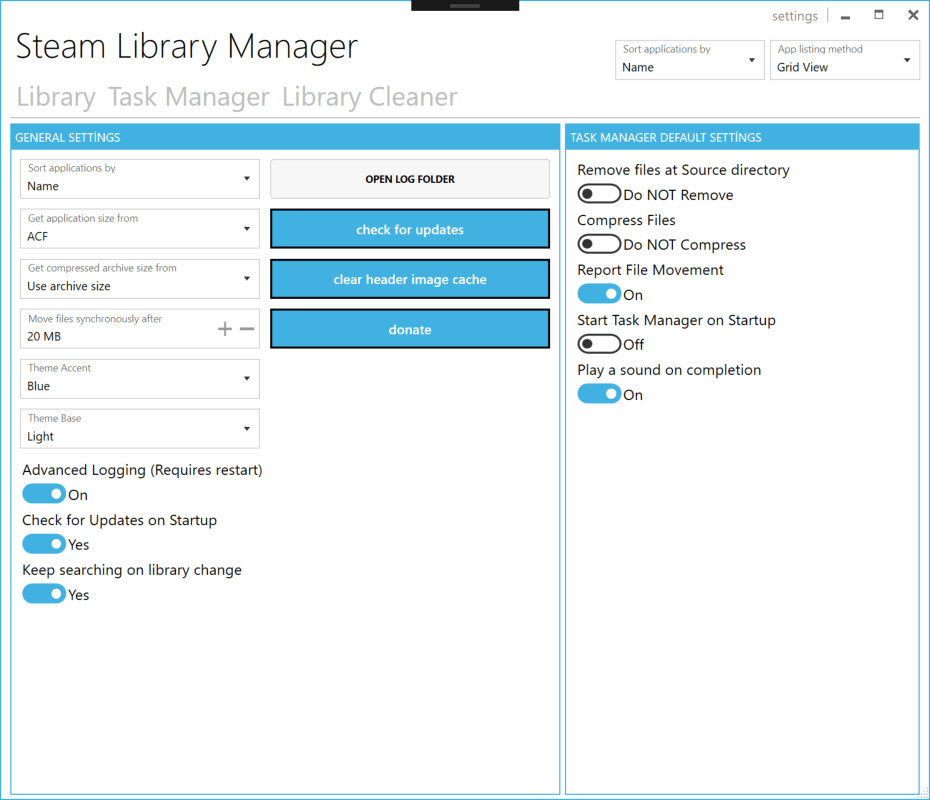 settings
Steam Library Manager
Sort applications by
Name
App listing method
Grid View
Library Task Manager Library Cleaner
GENERAL SETTİNGS
Sort applications by
Name
Get application size from
ACF
Get compressed archive size from
Use archive size
Move files synchronously after
20 MB
Theme Accent
Blue
Theme Base
Light
OPEN LOG FOLDER
check for updates
clear header image cache
donate
Advanced Logging (Requires restart)
On
Check for Updates on Startup
Yes
Keep searching on library change
Yes
TASK MANAGER DEFAULT SETTİNGS
Remove files at Source directory
Do NOT Remove
Compress Files
Do NOT Compress
Report File Movement
On
Start Task Manager on Startup
Off
Play a sound on completion
On